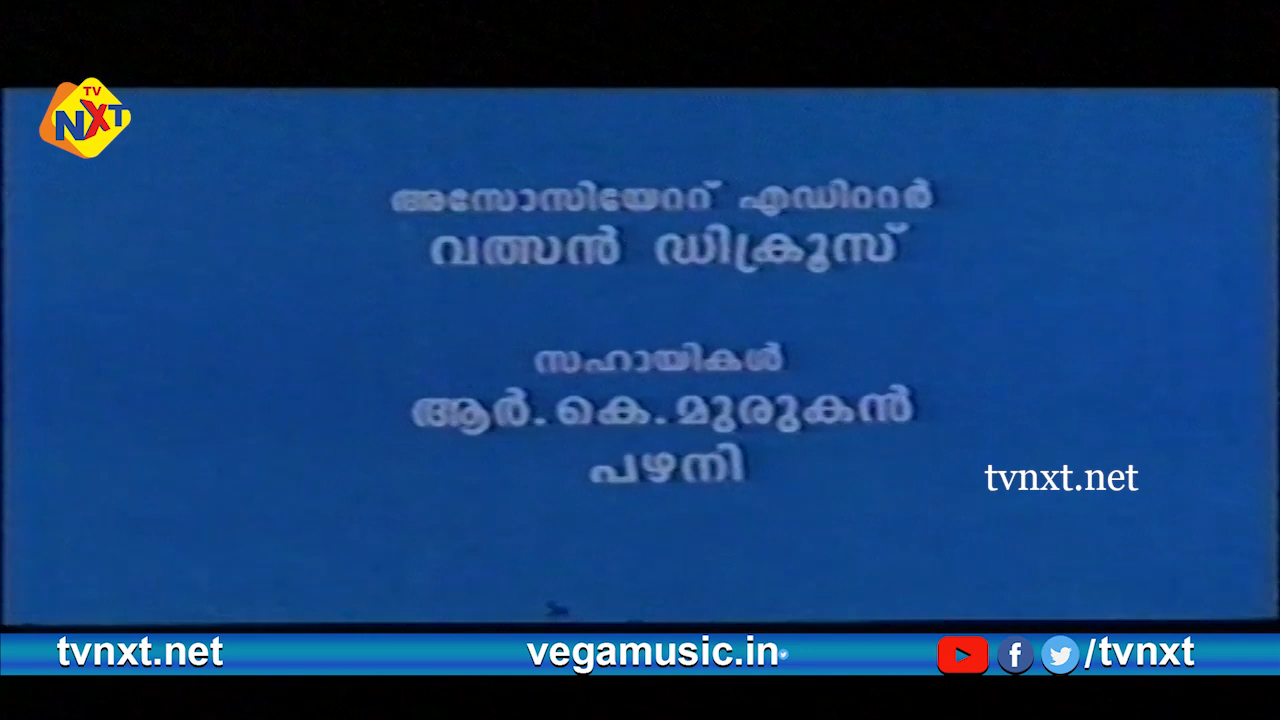 TV
NXT
അസോസിയേററ് എഡിററർ
വത്സൻ ഡിക്രൂസ്
സഹായികൾ
ആർ.കെ.മുരുകൻ
പഴനി
tvnxt.net
tvnxt.net
vegamusic.in
/tvnxt